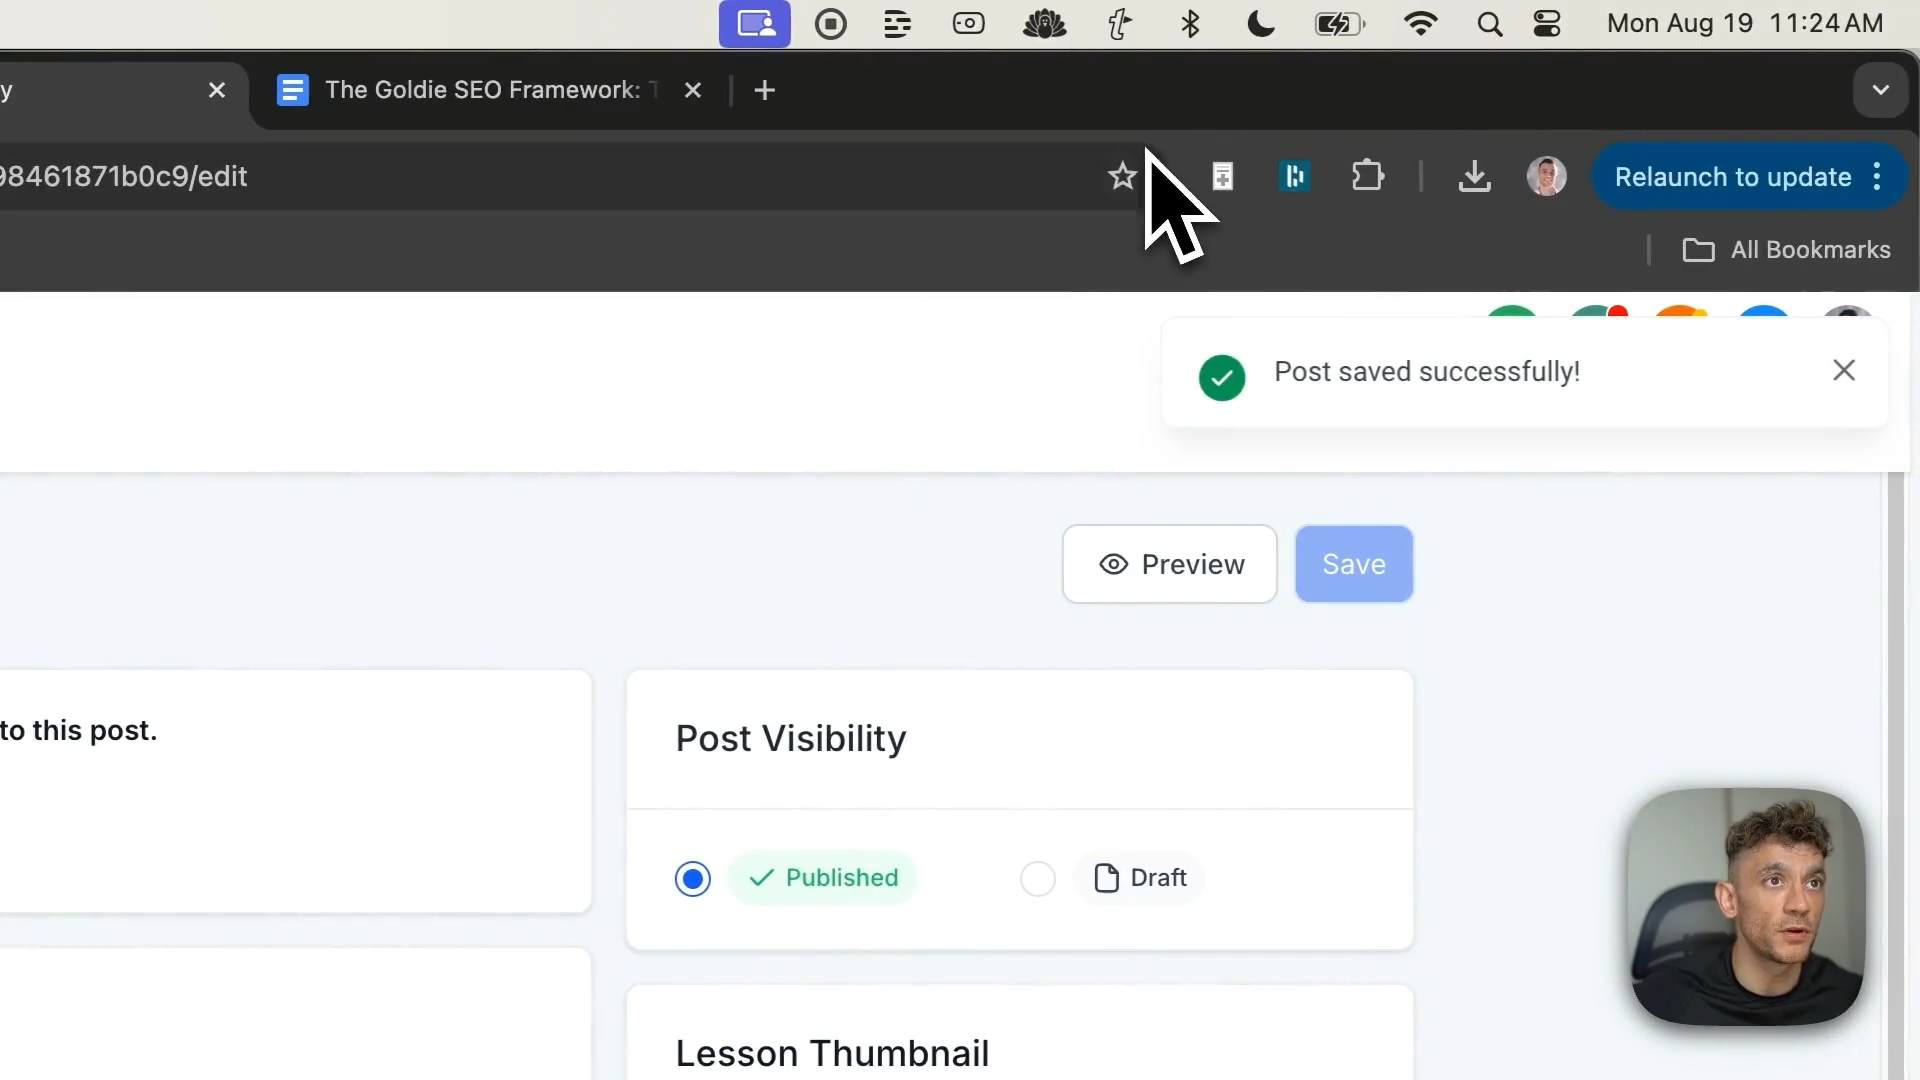 Mon Aug 19 11:24 AM
y
The Goldie SEO Framework: T
98461871b0c9/edit
Relaunch to update
All Bookmarks
Post saved successfully!
Preview
Save
to this post.
Post Visibility
Published
Draft
Lesson Thumbnail